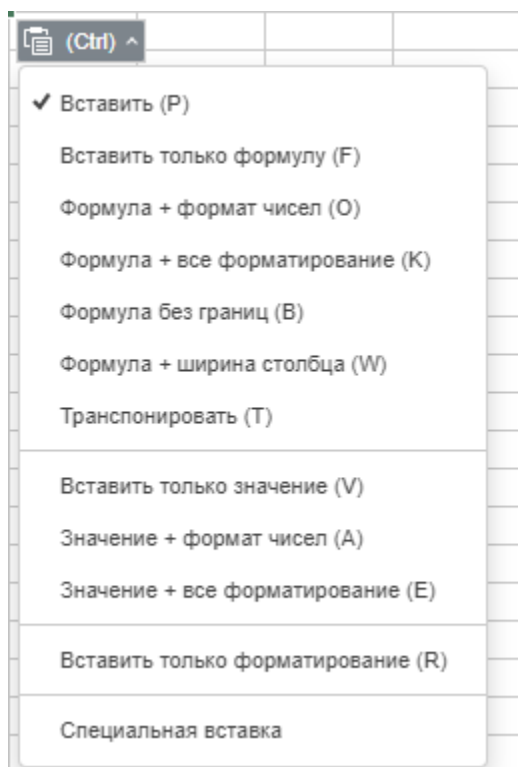 (Ctrl)
Вставить (P)
Вставить только формулу (F)
Формула + формат чисел (O)
Формула + все форматирование (K)
Формула без границ (B)
Формула + ширина столбца (W)
Транспонировать (T)
Вставить только значение (V)
Значение + формат чисел (A)
Значение + все форматирование (E)
Вставить только форматирование (R)
Специальная вставка